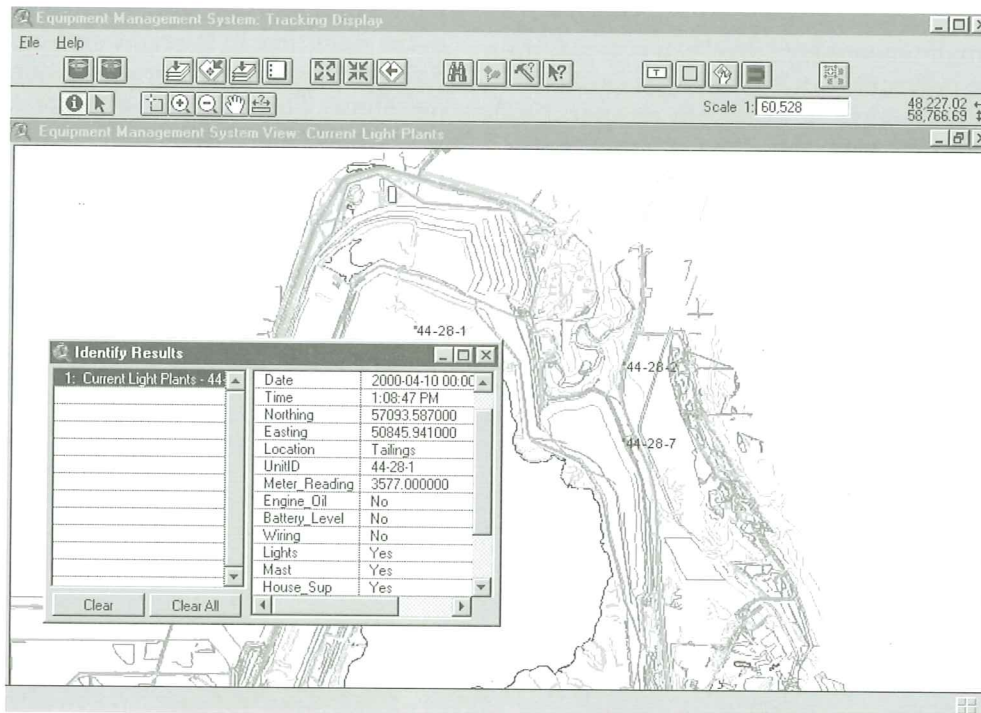 Equipment Management System: Tracking Display
File Help
T
Scale 1: 60,528
48,227.02
58,766.69
Equipment Management System View: Current Light Plants
*44-28-1
*44-28-2
*44-28-7
Identify Results
1: Current Light Plants - 44-
Date 2000-04-10 00:00
Time 1:08:47 PM
Northing 57093.587000
Easting 50845.941000
Location Tailings
UnitID 44-28-1
Meter_Reading 3577.000000
Engine_Oil No
Battery_Level No
Wiring No
Lights Yes
Mast Yes
House_Sup Yes
Clear Clear All